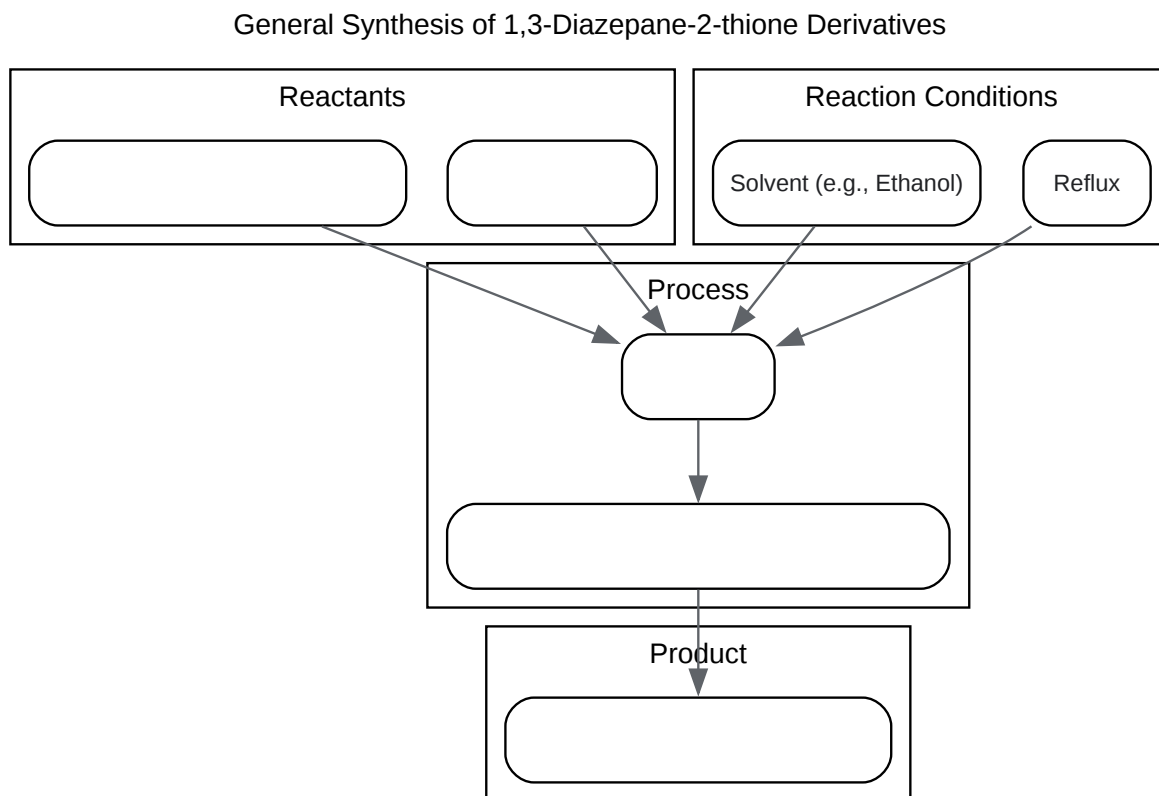 General Synthesis of 1,3-Diazepane-2-thione Derivatives
Reactants
Reaction Conditions
Solvent (e.g., Ethanol)
Reflux
Process
Product